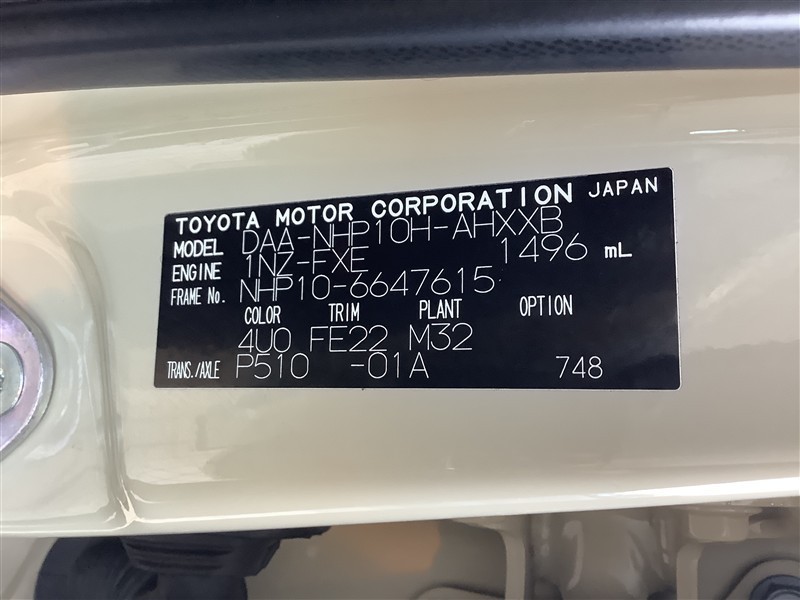 TOYOTA MOTOR CORPORATION JAPAN
MODEL DAA-NHP10H-AHXXB
ENGINE 1NZ-FXE 1496 mL
FRAME No. NHP10-6647615
COLOR TRIM PLANT OPTION
4U0 FE22 M32
TRANS./AXLE P510 -01A 748